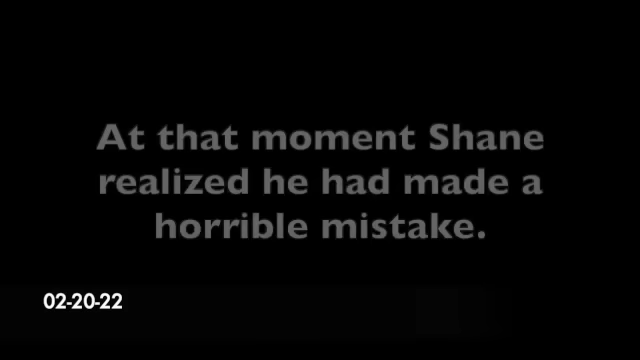 At that moment Shane
realized he had made a
horrible mistake.
02-20-22